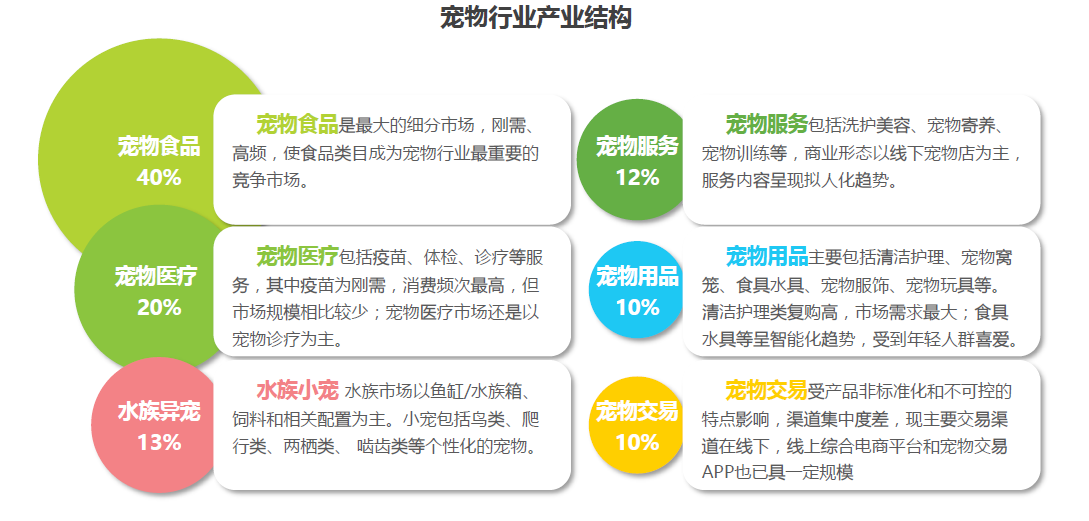 宠物行业产业结构
宠物食品
40%
宠物食品是最大的细分市场，刚需、
高频，使食品类目成为宠物行业最重要的
竞争市场。
宠物服务
12%
宠物服务包括洗护美容、宠物寄养、
宠物训练等，商业形态以线下宠物店为主，
服务内容呈现拟人化趋势。
宠物医疗
20%
宠物医疗包括疫苗、体检、诊疗等服
务，其中疫苗为刚需，消费频次最高，但
市场规模相比较少；宠物医疗市场还是以
宠物诊疗为主。
宠物用品
10%
宠物用品主要包括清洁护理、宠物窝
笼、食具水具、宠物服饰、宠物玩具等。
清洁护理类复购高，市场需求最大；食具
水具等呈智能化趋势，受到年轻人群喜爱。
水族异宠
13%
水族小宠 水族市场以鱼缸/水族箱、
饲料和相关配置为主。小宠包括鸟类、爬
行类、两栖类、 啮齿类等个性化的宠物。
宠物交易
10%
宠物交易受产品非标准化和不可控的
特点影响，渠道集中度差，现主要交易渠
道在线下，线上综合电商平台和宠物交易
APP也已具一定规模